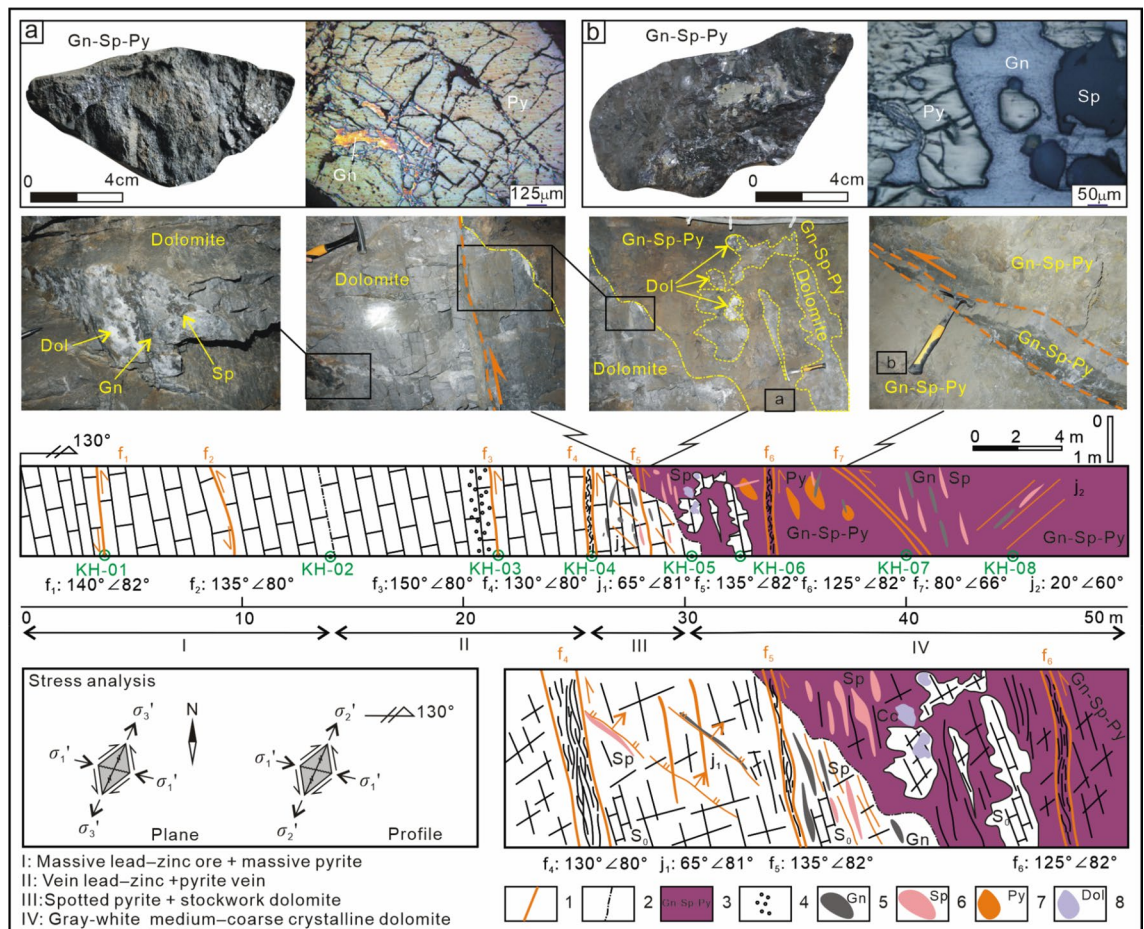 a
Gn-Sp-Py
0 4cm
Py
Gn
125μm
b
Gn-Sp-Py
0 4cm
Gn
Py
Sp
50μm
Dolomite
Dol
Gn
Sp
Dolomite
Gn-Sp-Py
Dol
Gn-Sp-Py
Dolomite
Dolomite
a
Gn-Sp-Py
Gn-Sp-Py
b
Gn-Sp-Py
130°
0 2 4 m
0
1 m
f₁ f₂ f₃ f₄ f₅ f₆ f₇
j₁
Sp
Py
Gn-Sp-Py
Gn Sp
j₂
Gn-Sp-Py
KH-01 KH-02 KH-03 KH-04 KH-05 KH-06 KH-07 KH-08
f₁: 140°∠82° f₂: 135°∠80° f₃:150°∠80° f₄: 130°∠80° j₁: 65°∠81° f₅: 135°∠82° f₆: 125°∠82° f₇: 80°∠66° j₂: 20°∠60°
0 10 20 30 40 50 m
I II III IV
Stress analysis
N
130°
σ₃'
σ₁'
σ₁'
σ₃'
Plane
σ₂'
σ₁'
σ₁'
σ₂'
Profile
I: Massive lead–zinc ore + massive pyrite
II: Vein lead–zinc +pyrite vein
III:Spotted pyrite + stockwork dolomite
IV: Gray-white medium–coarse crystalline dolomite
f₄ f₅ f₆
Sp
j₁
S₀
Sp
S₀
Gn
Sp
Cc
S₀
Gn-Sp-Py
f₄: 130°∠80° j₁: 65°∠81° f₅: 135°∠82° f₆: 125°∠82°
1 2 Gn-Sp-Py 3 4 Gn 5 Sp 6 Py 7 Dol 8